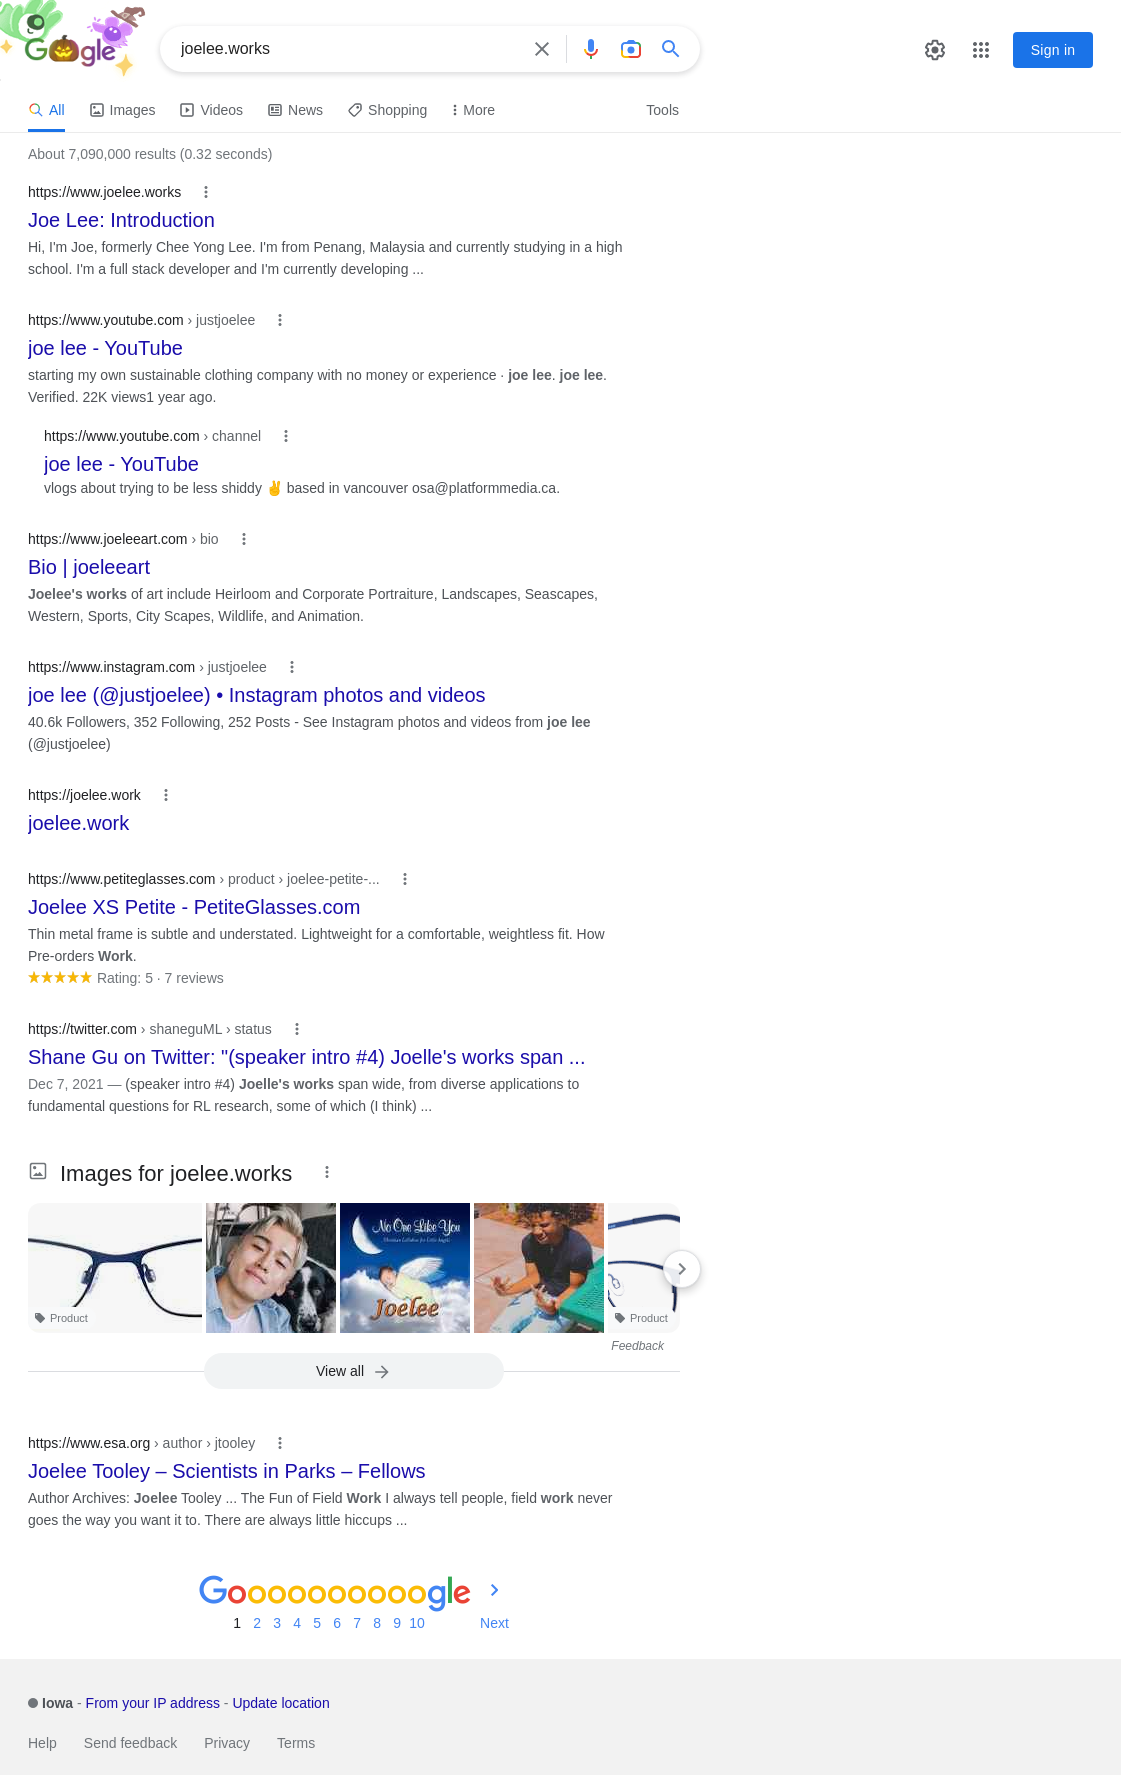 Google
joelee.works
Sign in
All Images Videos News Shopping More Tools
About 7,090,000 results (0.32 seconds)
https://www.joelee.works
Joe Lee: Introduction
Hi, I'm Joe, formerly Chee Yong Lee. I'm from Penang, Malaysia and currently studying in a high
school. I'm a full stack developer and I'm currently developing ...
https://www.youtube.com › justjoelee
joe lee - YouTube
starting my own sustainable clothing company with no money or experience · joe lee. joe lee.
Verified. 22K views1 year ago.
https://www.youtube.com › channel
joe lee - YouTube
vlogs about trying to be less shiddy ✌ based in vancouver osa@platformmedia.ca.
https://www.joeleeart.com › bio
Bio | joeleeart
Joelee's works of art include Heirloom and Corporate Portraiture, Landscapes, Seascapes,
Western, Sports, City Scapes, Wildlife, and Animation.
https://www.instagram.com › justjoelee
joe lee (@justjoelee) • Instagram photos and videos
40.6k Followers, 352 Following, 252 Posts - See Instagram photos and videos from joe lee
(@justjoelee)
https://joelee.work
joelee.work
https://www.petiteglasses.com › product › joelee-petite-...
Joelee XS Petite - PetiteGlasses.com
Thin metal frame is subtle and understated. Lightweight for a comfortable, weightless fit. How
Pre-orders Work.
★★★★★ Rating: 5 · 7 reviews
https://twitter.com › shaneguML › status
Shane Gu on Twitter: "(speaker intro #4) Joelle's works span ...
Dec 7, 2021 — (speaker intro #4) Joelle's works span wide, from diverse applications to
fundamental questions for RL research, some of which (I think) ...
Images for joelee.works
No One Like You
Joelee
Product
Product
Feedback
View all
https://www.esa.org › author › jtooley
Joelee Tooley – Scientists in Parks – Fellows
Author Archives: Joelee Tooley ... The Fun of Field Work I always tell people, field work never
goes the way you want it to. There are always little hiccups ...
Goooooooooogle
1 2 3 4 5 6 7 8 9 10 Next
Iowa - From your IP address - Update location
Help Send feedback Privacy Terms